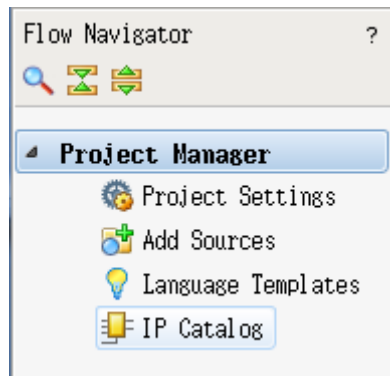 Flow Navigator ?
Project Manager
Project Settings
Add Sources
Language Templates
IP Catalog